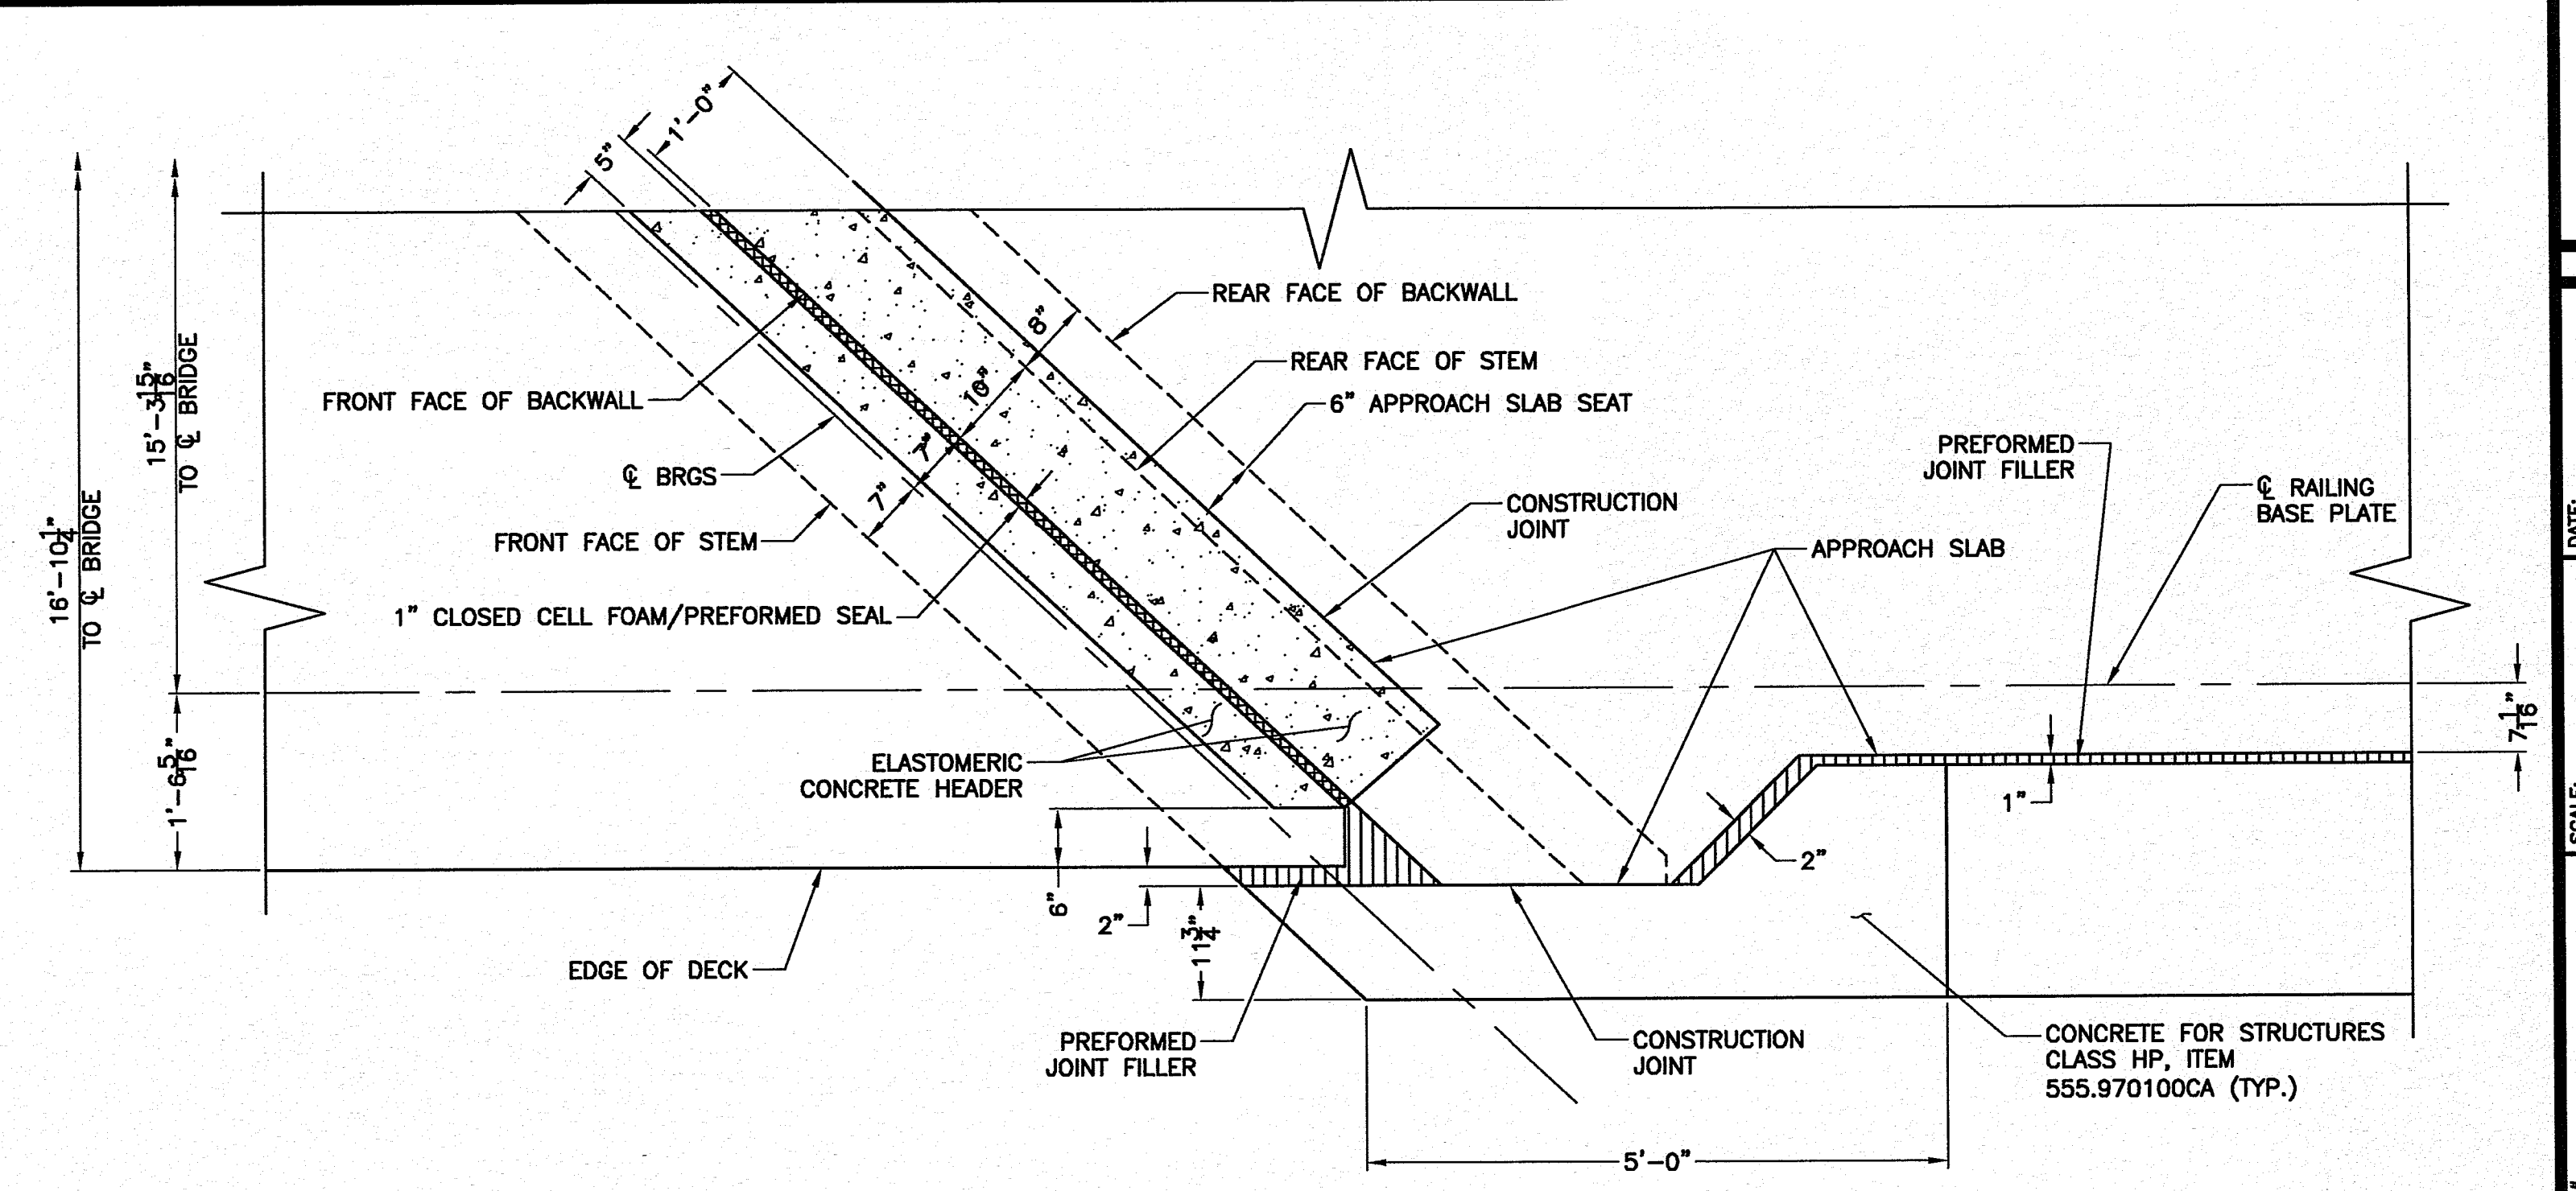 1'-0"
5"
REAR FACE OF BACKWALL
8"
REAR FACE OF STEM
10"
6" APPROACH SLAB SEAT
FRONT FACE OF BACKWALL
15'-3 15/16"
TO ℄ BRIDGE
16'-10 1/4"
TO ℄ BRIDGE
PREFORMED
JOINT FILLER
℄ BRGS
7"
7"
CONSTRUCTION
JOINT
℄ RAILING
BASE PLATE
FRONT FACE OF STEM
APPROACH SLAB
DATE:
1" CLOSED CELL FOAM/PREFORMED SEAL
7 1/16"
1'-6 5/16"
ELASTOMERIC
CONCRETE HEADER
1"
SCALE:
2"
6"
2"
11 3/4"
EDGE OF DECK
PREFORMED
JOINT FILLER
CONSTRUCTION
JOINT
CONCRETE FOR STRUCTURES
CLASS HP, ITEM
555.970100CA (TYP.)
5'-0"